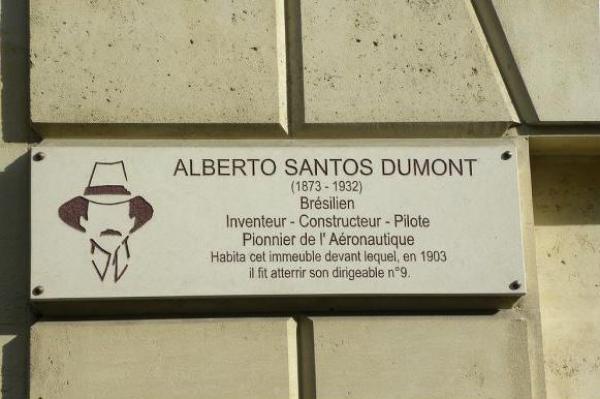 ALBERTO SANTOS DUMONT
(1873 - 1932)
Brésilien
Inventeur - Constructeur - Pilote
Pionnier de l' Aéronautique
Habita cet immeuble devant lequel, en 1903
il fit atterrir son dirigeable n°9.